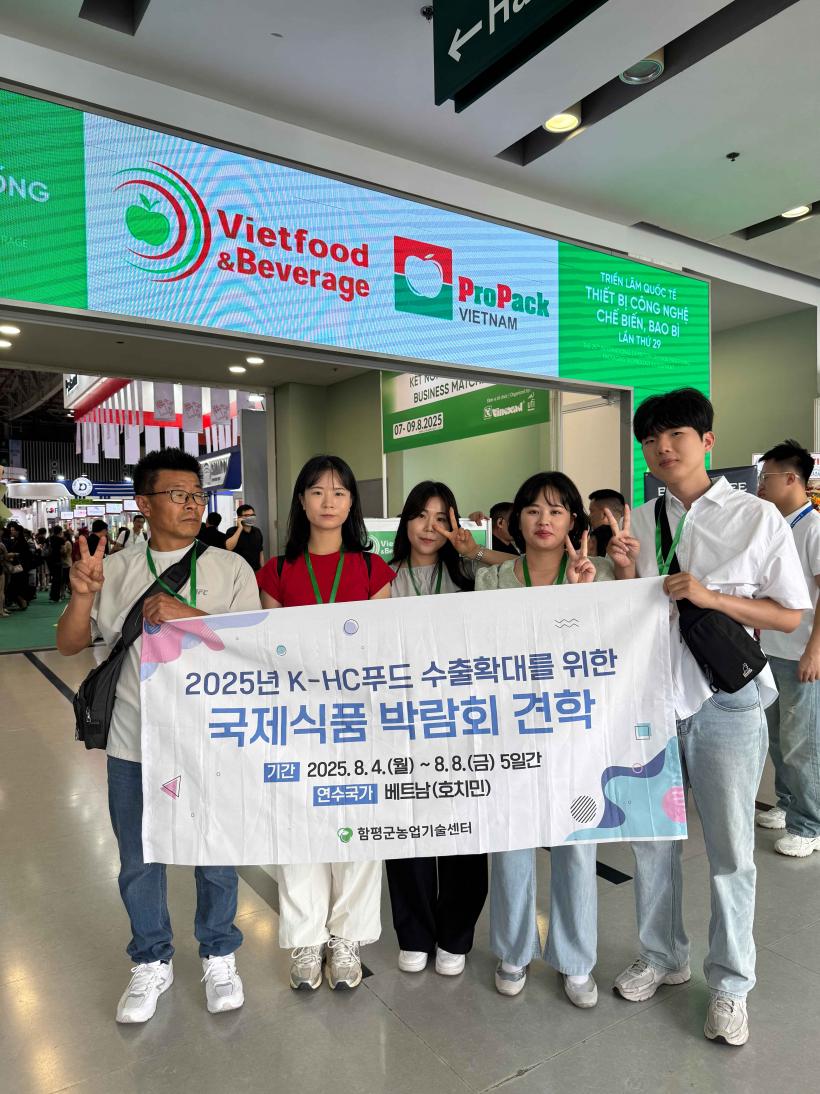 Vietfood
&Beverage
ProPack
VIETNAM
TRIỂN LÃM QUỐC TẾ
THIẾT BỊ CÔNG NGHỆ
CHẾ BIẾN, BAO BÌ
LẦN THỨ 29
BUSINESS MATCH
07- 09.8.2025
2025년 K-HC푸드 수출확대를 위한
국제식품 박람회 견학
기간 2025. 8. 4.(월) ~ 8. 8.(금) 5일간
연수국가 베트남(호치민)
함평군농업기술센터